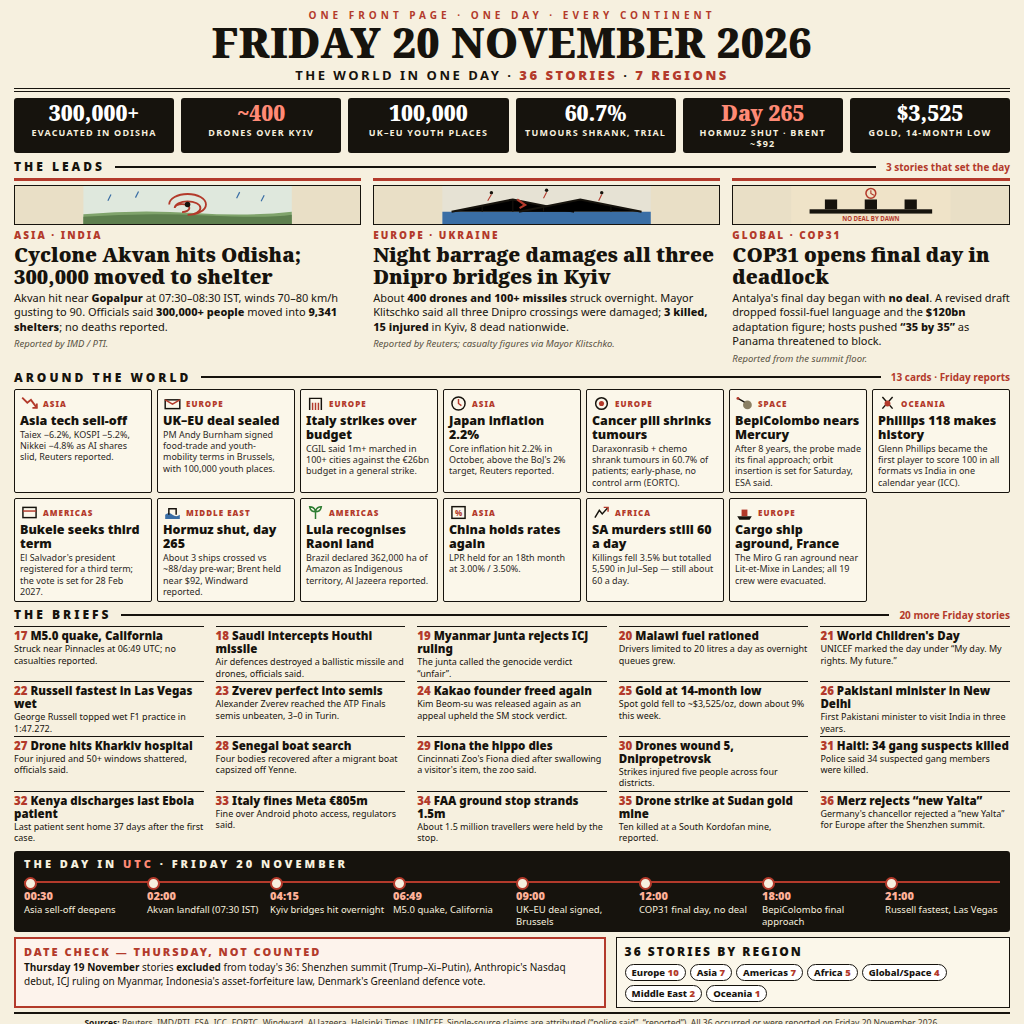 ONE FRONT PAGE · ONE DAY · EVERY CONTINENT
FRIDAY 20 NOVEMBER 2026
THE WORLD IN ONE DAY · 36 STORIES · 7 REGIONS
300,000+
EVACUATED IN ODISHA
~400
DRONES OVER KYIV
100,000
UK–EU YOUTH PLACES
60.7%
TUMOURS SHRANK, TRIAL
Day 265
HORMUZ SHUT · BRENT
~$92
$3,525
GOLD, 14-MONTH LOW
THE LEADS
3 stories that set the day
NO DEAL BY DAWN
ASIA · INDIA
Cyclone Akvan hits Odisha;
300,000 moved to shelter
Akvan hit near Gopalpur at 07:30–08:30 IST, winds 70–80 km/h
gusting to 90. Officials said 300,000+ people moved into 9,341
shelters; no deaths reported.
Reported by IMD / PTI.
EUROPE · UKRAINE
Night barrage damages all three
Dnipro bridges in Kyiv
About 400 drones and 100+ missiles struck overnight. Mayor
Klitschko said all three Dnipro crossings were damaged; 3 killed,
15 injured in Kyiv, 8 dead nationwide.
Reported by Reuters; casualty figures via Mayor Klitschko.
GLOBAL · COP31
COP31 opens final day in
deadlock
Antalya's final day began with no deal. A revised draft
dropped fossil-fuel language and the $120bn
adaptation figure; hosts pushed “35 by 35” as
Panama threatened to block.
Reported from the summit floor.
AROUND THE WORLD
13 cards · Friday reports
ASIA
Asia tech sell-off
Taiex −6.2%, KOSPI −5.2%,
Nikkei −4.8% as AI shares
slid, Reuters reported.
EUROPE
UK–EU deal sealed
PM Andy Burnham signed
food-trade and youth-
mobility terms in Brussels,
with 100,000 youth places.
EUROPE
Italy strikes over
budget
CGIL said 1m+ marched in
100+ cities against the €26bn
budget in a general strike.
ASIA
Japan inflation
2.2%
Core inflation hit 2.2% in
October, above the BoJ's 2%
target, Reuters reported.
EUROPE
Cancer pill shrinks
tumours
Daraxonrasib + chemo
shrank tumours in 60.7% of
patients; early-phase, no
control arm (EORTC).
SPACE
BepiColombo nears
Mercury
After 8 years, the probe made
its final approach; orbit
insertion is set for Saturday,
ESA said.
OCEANIA
Phillips 118 makes
history
Glenn Phillips became the
first player to score 100 in all
formats vs India in one
calendar year (ICC).
AMERICAS
Bukele seeks third
term
El Salvador's president
registered for a third term;
the vote is set for 28 Feb
2027.
MIDDLE EAST
Hormuz shut, day
265
About 3 ships crossed vs
~88/day pre-war; Brent held
near $92, Windward
reported.
AMERICAS
Lula recognises
Raoni land
Brazil declared 362,000 ha of
Amazon as Indigenous
territory, Al Jazeera reported.
%
ASIA
China holds rates
again
LPR held for an 18th month
at 3.00% / 3.50%.
AFRICA
SA murders still 60
a day
Killings fell 3.5% but totalled
5,590 in Jul–Sep — still about
60 a day.
EUROPE
Cargo ship
aground, France
The Miro G ran aground near
Lit-et-Mixe in Landes; all 19
crew were evacuated.
THE BRIEFS
20 more Friday stories
17 M5.0 quake, California
Struck near Pinnacles at 06:49 UTC; no
casualties reported.
18 Saudi intercepts Houthi
missile
Air defences destroyed a ballistic missile and
drones, officials said.
19 Myanmar junta rejects ICJ
ruling
The junta called the genocide verdict
“unfair”.
20 Malawi fuel rationed
Drivers limited to 20 litres a day as overnight
queues grew.
21 World Children's Day
UNICEF marked the day under “My day. My
rights. My future.”
22 Russell fastest in Las Vegas
wet
George Russell topped wet F1 practice in
1:47.272.
23 Zverev perfect into semis
Alexander Zverev reached the ATP Finals
semis unbeaten, 3–0 in Turin.
24 Kakao founder freed again
Kim Beom-su was released again as an
appeal upheld the SM stock verdict.
25 Gold at 14-month low
Spot gold fell to ~$3,525/oz, down about 9%
this week.
26 Pakistani minister in New
Delhi
First Pakistani minister to visit India in three
years.
27 Drone hits Kharkiv hospital
Four injured and 50+ windows shattered,
officials said.
28 Senegal boat search
Four bodies recovered after a migrant boat
capsized off Yenne.
29 Fiona the hippo dies
Cincinnati Zoo's Fiona died after swallowing
a visitor's item, the zoo said.
30 Drones wound 5,
Dnipropetrovsk
Strikes injured five people across four
districts.
31 Haiti: 34 gang suspects killed
Police said 34 suspected gang members
were killed.
32 Kenya discharges last Ebola
patient
Last patient sent home 37 days after the first
case.
33 Italy fines Meta €805m
Fine over Android photo access, regulators
said.
34 FAA ground stop strands
1.5m
About 1.5 million travellers were held by the
stop.
35 Drone strike at Sudan gold
mine
Ten killed at a South Kordofan mine,
reported.
36 Merz rejects “new Yalta”
Germany's chancellor rejected a “new Yalta”
for Europe after the Shenzhen summit.
THE DAY IN UTC · FRIDAY 20 NOVEMBER
00:30
Asia sell-off deepens
02:00
Akvan landfall (07:30 IST)
04:15
Kyiv bridges hit overnight
06:49
M5.0 quake, California
09:00
UK–EU deal signed,
Brussels
12:00
COP31 final day, no deal
18:00
BepiColombo final
approach
21:00
Russell fastest, Las Vegas
DATE CHECK — THURSDAY, NOT COUNTED
Thursday 19 November stories excluded from today's 36: Shenzhen summit (Trump–Xi–Putin), Anthropic's Nasdaq
debut, ICJ ruling on Myanmar, Indonesia's asset-forfeiture law, Denmark's Greenland defence vote.
36 STORIES BY REGION
Europe 10
Asia 7
Americas 7
Africa 5
Global/Space 4
Middle East 2
Oceania 1
Sources: Reuters, IMD/PTI, ESA, ICC, EORTC, Windward, Al Jazeera, Helsinki Times, UNICEF. Single-source claims are attributed (“police said”, “reported”). All 36 occurred or were reported on Friday 20 November 2026.